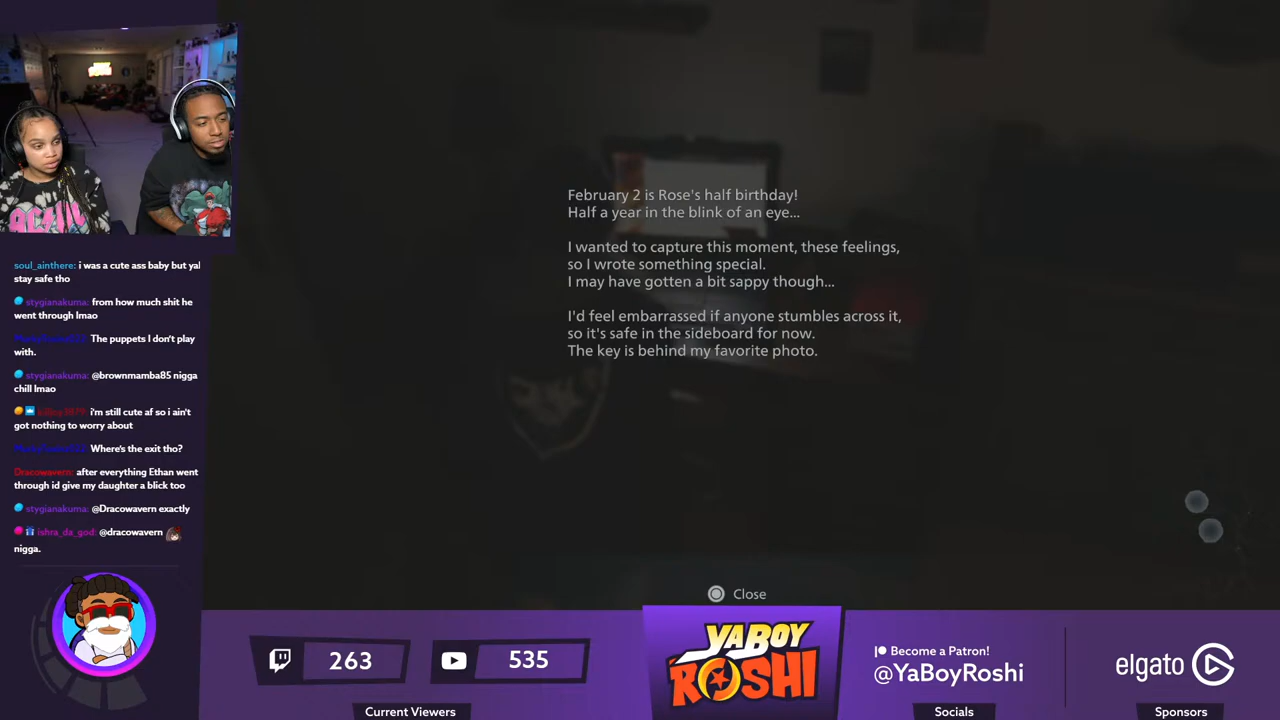 soul_ainthere: i was a cute ass baby but yal
stay safe tho
stygianakuma: from how much shit he
went through lmao
The puppets I don't play
with.
stygianakuma: @brownmamba85 nigga
chill lmao
i'm still cute af so i ain't
got nothing to worry about
Where's the exit tho?
Dracowavern: after everything Ethan went
through id give my daughter a blick too
stygianakuma: @Dracowavern exactly
ishra_da_god: @dracowavern
nigga.
February 2 is Rose's half birthday!
Half a year in the blink of an eye...
I wanted to capture this moment, these feelings,
so I wrote something special.
I may have gotten a bit sappy though...
I'd feel embarrassed if anyone stumbles across it,
so it's safe in the sideboard for now.
The key is behind my favorite photo.
Close
263
535
Current Viewers
YABOY
ROSHI
Become a Patron!
@YaBoyRoshi
Socials
elgato
Sponsors